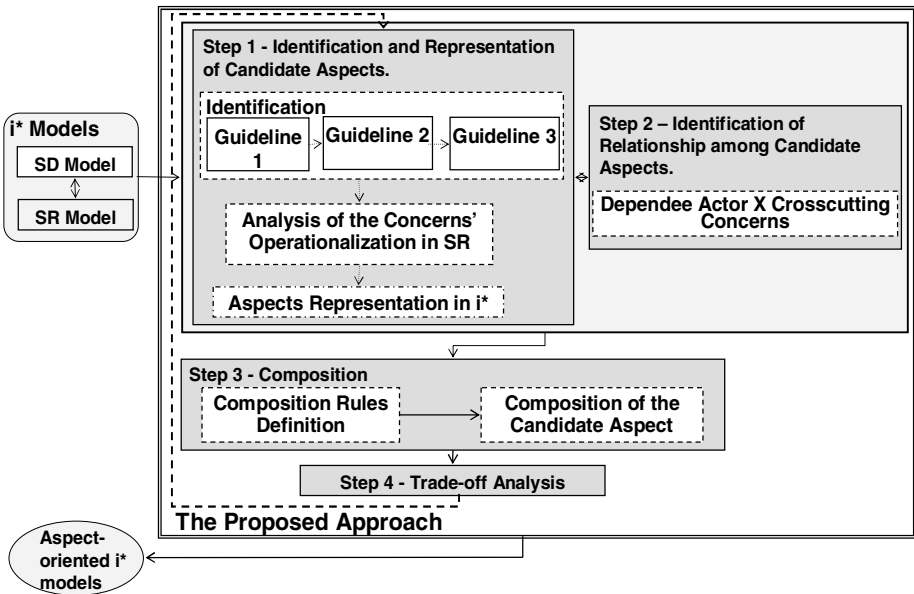 i* Models
SD Model
SR Model
Step 1 - Identification and Representation
of Candidate Aspects.
Identification
Guideline
1
Guideline 2
Guideline 3
Analysis of the Concerns’
Operationalization in SR
Aspects Representation in i*
Step 2 – Identification of
Relationship among Candidate
Aspects.
Dependee Actor X Crosscutting
Concerns
Step 3 - Composition
Composition Rules
Definition
Composition of the
Candidate Aspect
Step 4 - Trade-off Analysis
The Proposed Approach
Aspect-
oriented i*
models